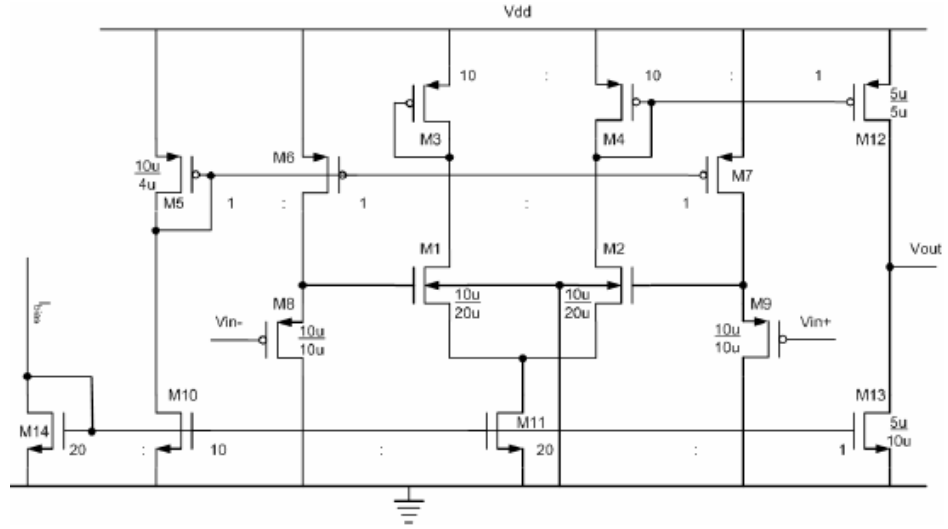 Vdd
10 : 10 : 1
5u
5u
M3 M4 M12
M6 M7
10u
4u
M5 1 : 1 : 1
M1 M2 Vout
10u
20u
10u
20u
M8 M9
Vin- Vin+
10u
10u
10u
10u
Ibias
M10 M13
M14 M11
5u
10u
20 : 10 : 20 : 1